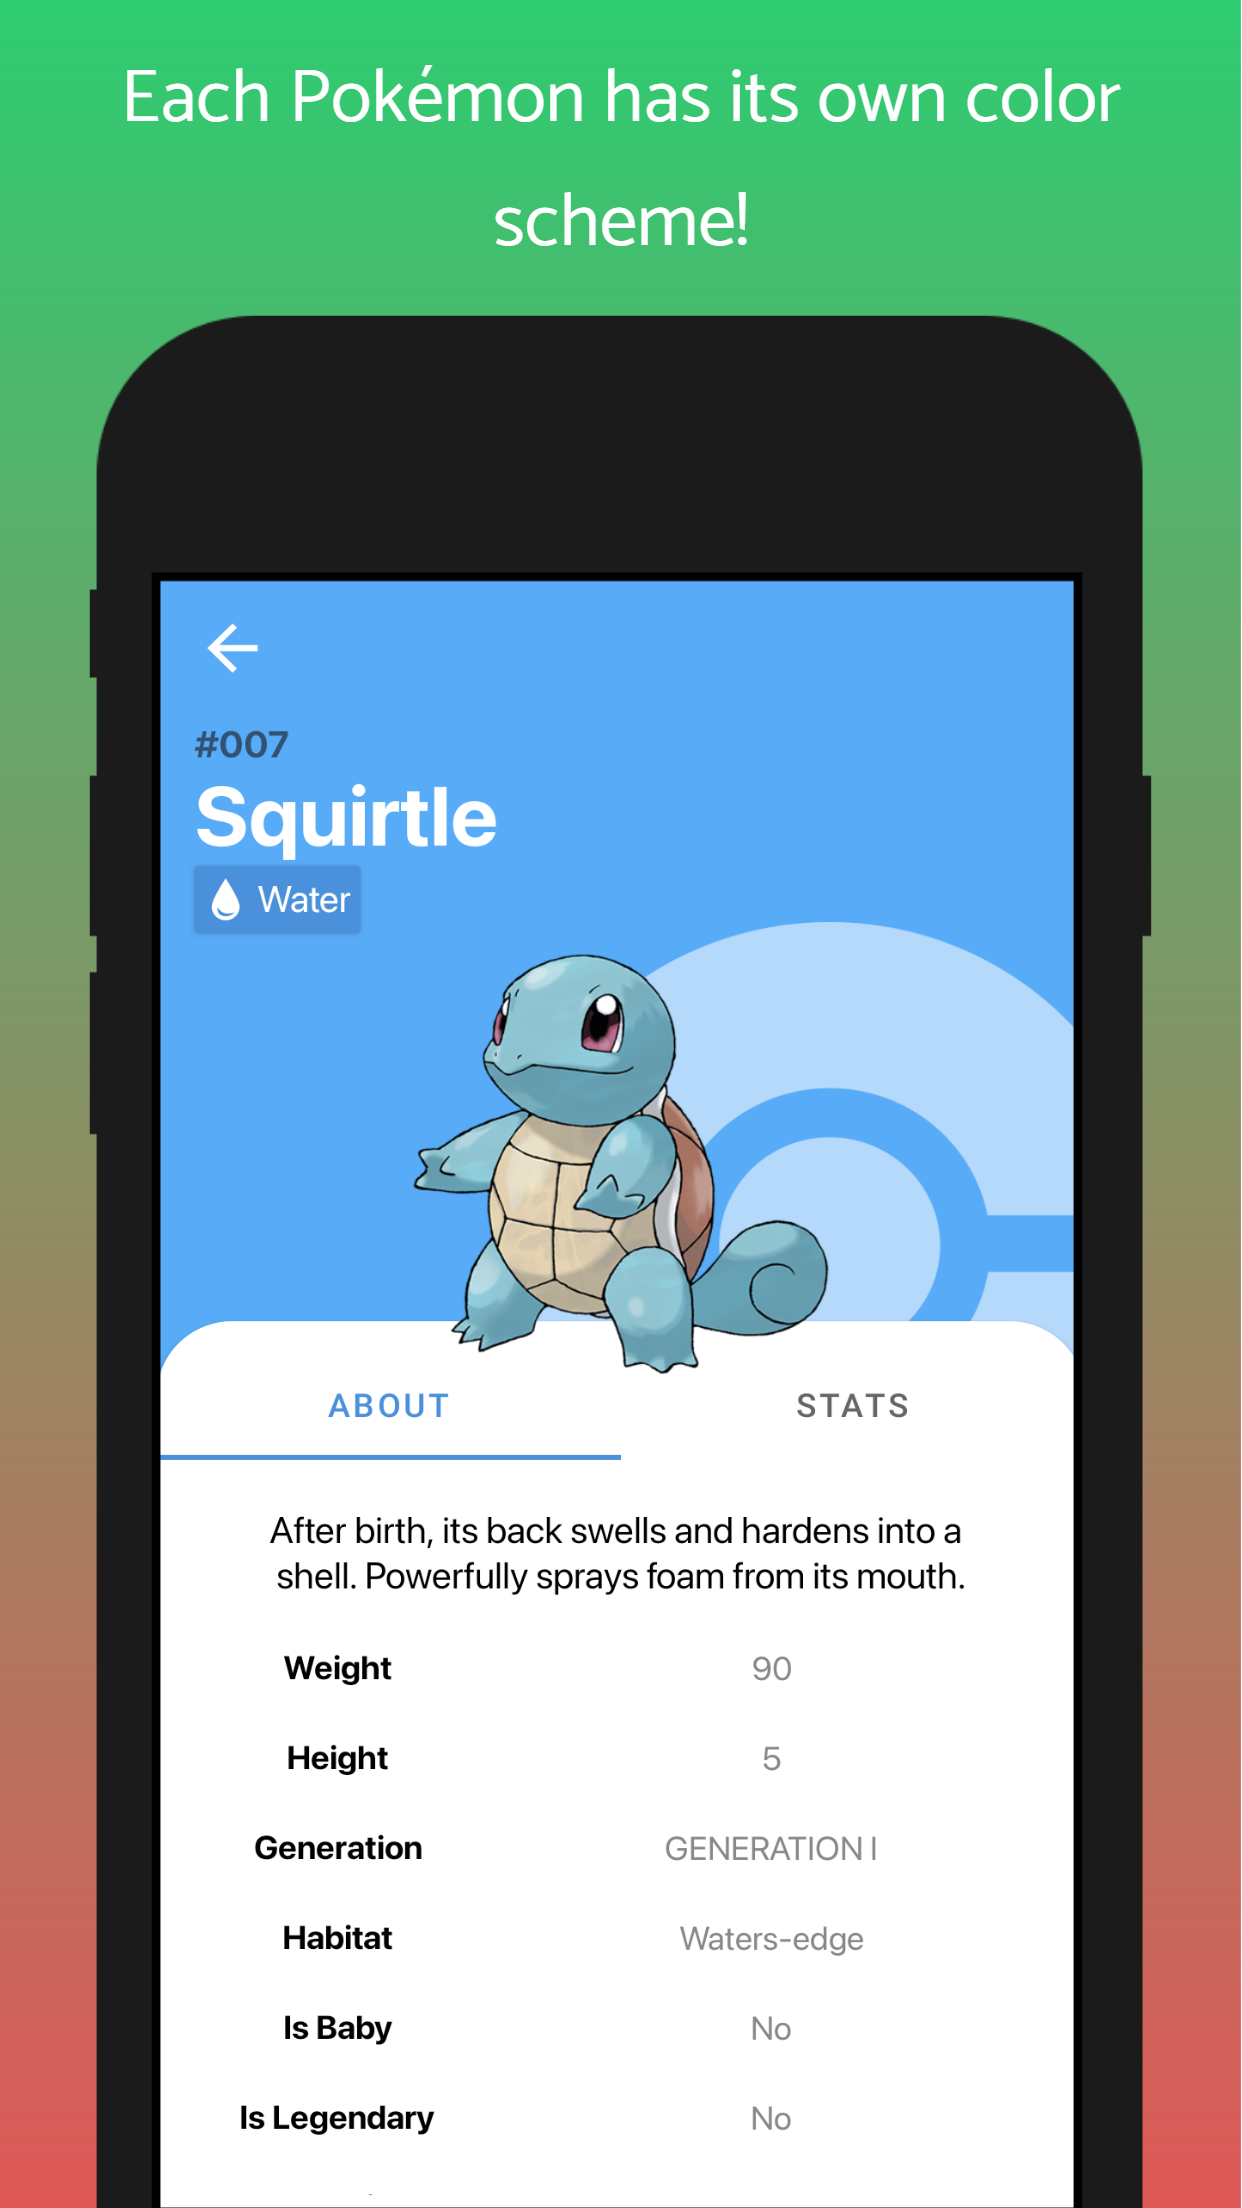 Each Pokémon has its own color
scheme!
#007
Squirtle
Water
ABOUT
STATS
After birth, its back swells and hardens into a
shell. Powerfully sprays foam from its mouth.
Weight 90
Height 5
Generation GENERATION I
Habitat Waters-edge
Is Baby No
Is Legendary No